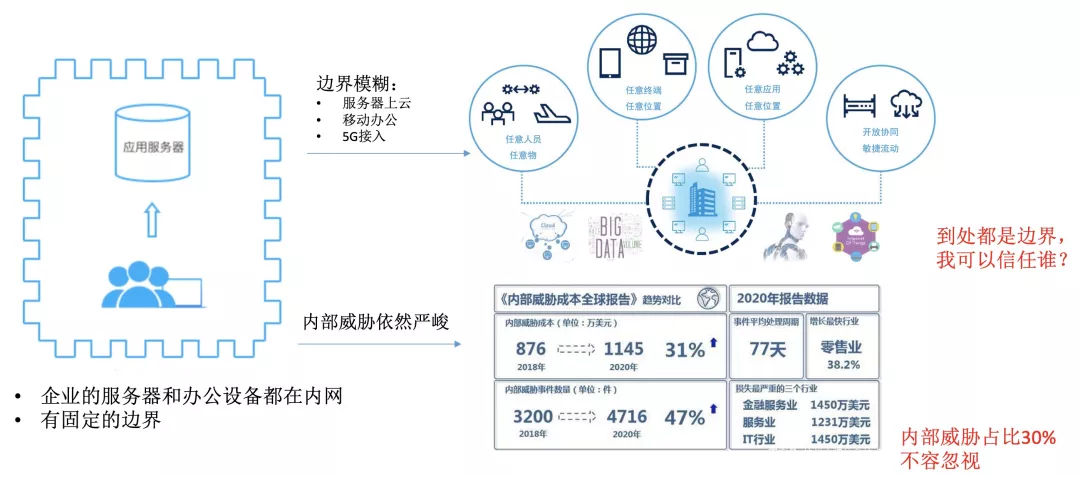 应用服务器
企业的服务器和办公设备都在内网
有固定的边界
边界模糊：
服务器上云
移动办公
5G接入
任意人员
任意物
任意终端
任意位置
任意应用
任意位置
开放协同
敏捷流动
Cloud
BIG
DATA
VOLUME
Internet
Of Things
到处都是边界，
我可以信任谁？
内部威胁依然严峻
《内部威胁成本全球报告》趋势对比
内部威胁成本（单位：万美元）
876 1145 31%
2018年 2020年
内部威胁事件数量（单位：件）
3200 4716 47%
2018年 2020年
2020年报告数据
事件平均处理周期
77天
增长最快行业
零售业
38.2%
损失最严重的三个行业
金融服务业 1450万美元
服务业 1231万美元
IT行业 1450万美元
内部威胁占比30%
不容忽视